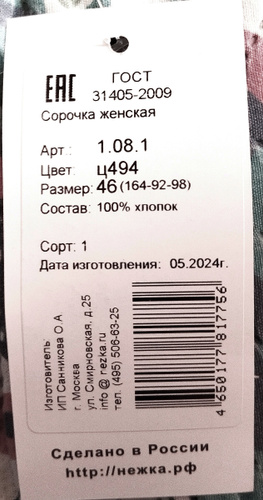 ЕАС ГОСТ
31405-2009
Сорочка женская
Арт.: 1.08.1
Цвет: ц494
Размер: 46 (164-92-98)
Состав: 100% хлопок
Сорт: 1
Дата изготовления: 05.2024г.
Изготовитель
ИП Санникова О.А
г. Москва
ул. Смирновская, д.25
info @ nezka.ru
тел. (495) 506-63-25
4 650177 817756
Сделано в России
http://нежка.рф